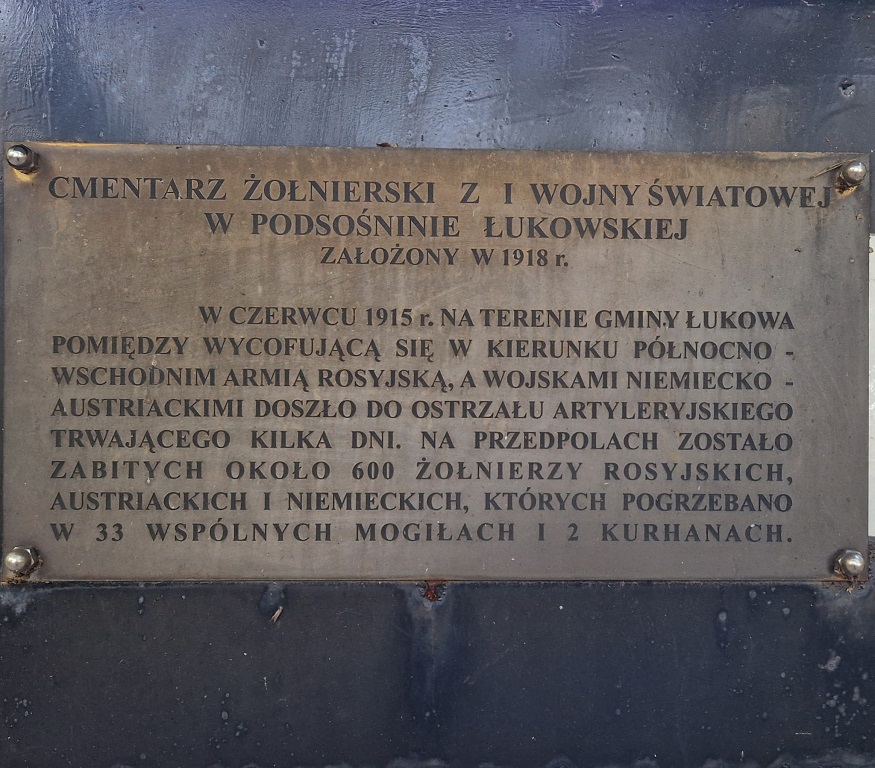 CMENTARZ ŻOŁNIERSKI Z I WOJNY ŚWIATOWEJ
W PODSOŚNINIE ŁUKOWSKIEJ
ZAŁOŻONY W 1918 r.
W CZERWCU 1915 r. NA TERENIE GMINY ŁUKOWA
POMIĘDZY WYCOFUJĄCĄ SIĘ W KIERUNKU PÓŁNOCNO -
WSCHODNIM ARMIĄ ROSYJSKĄ, A WOJSKAMI NIEMIECKO -
AUSTRIACKIMI DOSZŁO DO OSTRZAŁU ARTYLERYJSKIEGO
TRWAJĄCEGO KILKA DNI. NA PRZEDPOLACH ZOSTAŁO
ZABITYCH OKOŁO 600 ŻOŁNIERZY ROSYJSKICH,
AUSTRIACKICH I NIEMIECKICH, KTÓRYCH POGRZEBANO
W 33 WSPÓLNYCH MOGIŁACH I 2 KURHANACH.